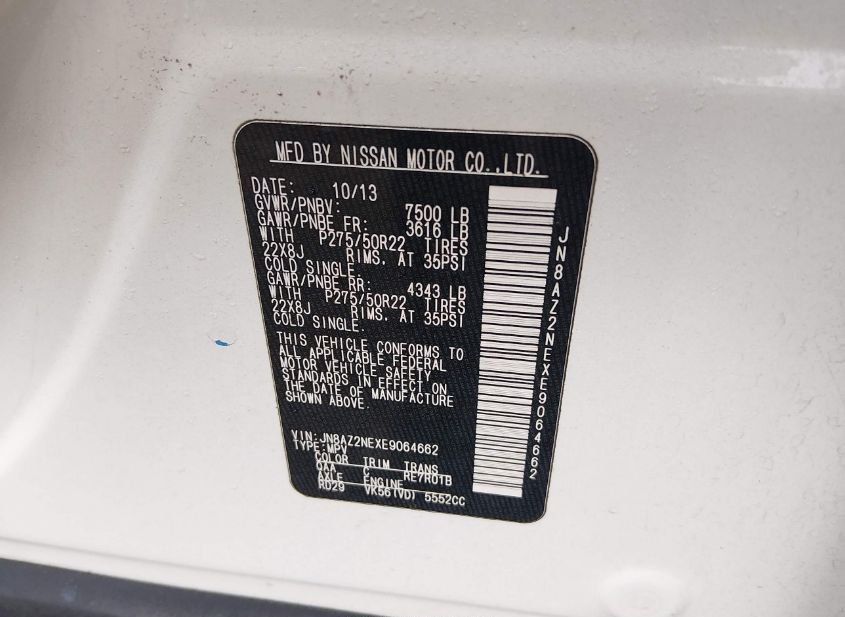 MFD BY NISSAN MOTOR CO.,LTD.
DATE: 10/13
GVWR/PNBV: 7500 LB
GAWR/PNBE FR: 3616 LB
WITH P275/50R22 TIRES
22X8J RIMS, AT 35PSI
COLD SINGLE.
GAWR/PNBE RR: 4343 LB
WITH P275/50R22 TIRES
22X8J RIMS. AT 35PSI
COLD SINGLE.
THIS VEHICLE CONFORMS TO
ALL APPLICABLE FEDERAL
MOTOR VEHICLE SAFETY
STANDARDS IN EFFECT ON
THE DATE OF MANUFACTURE
SHOWN ABOVE.
VIN:JN8AZ2NEXE9064662
TYPE:MPV
COLOR TRIM TRANS
QAA C RE7R01B
AXLE ENGINE
RD29 VK56(VD) 5552CC
JN8AZ2NEXE9064662